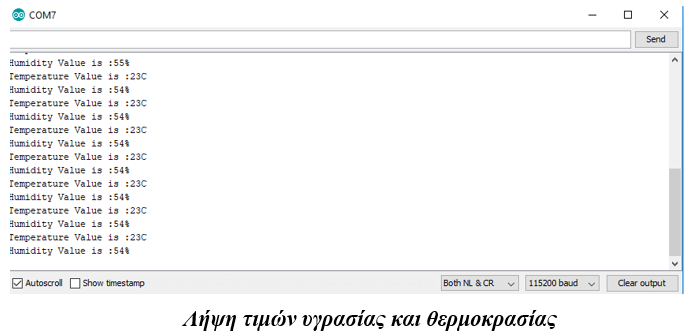 COM7
Send
Humidity Value is :55%
Temperature Value is :23C
Humidity Value is :54%
Temperature Value is :23C
Humidity Value is :54%
Temperature Value is :23C
Humidity Value is :54%
Temperature Value is :23C
Humidity Value is :54%
Temperature Value is :23C
Humidity Value is :54%
Temperature Value is :23C
Humidity Value is :54%
Temperature Value is :23C
Humidity Value is :54%
Autoscroll Show timestamp Both NL & CR 115200 baud Clear output
Λήψη τιμών υγρασίας και θερμοκρασίας